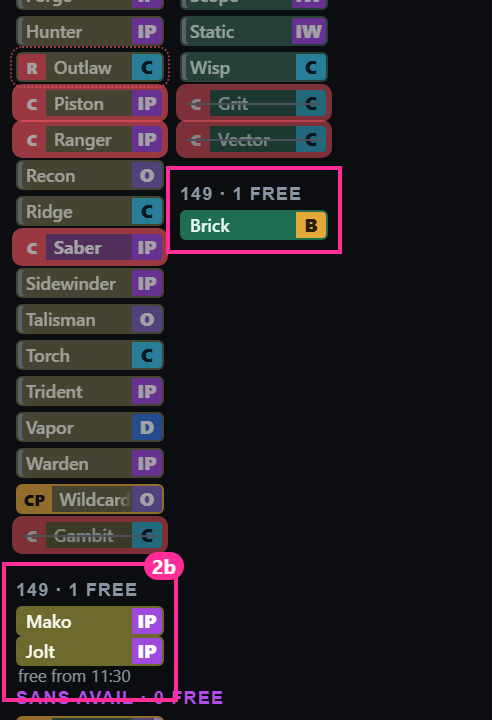 Hunter IP
R Outlaw C
C Piston IP
C Ranger IP
Recon O
Ridge C
C Saber IP
Sidewinder IP
Talisman O
Torch C
Trident IP
Vapor D
Warden IP
CP Wildcard O
C Gambit C
2b
149 · 1 FREE
Mako IP
Jolt IP
free from 11:30
SANS AVAIL · 0 FREE
Static IW
Wisp C
C Grit C
C Vector C
149 · 1 FREE
Brick B